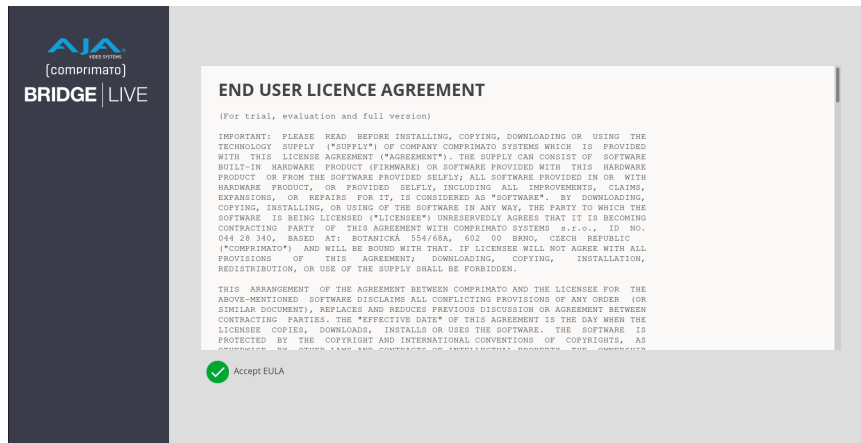 AJA
VIDEO SYSTEMS
[comprimato]
BRIDGE | LIVE
END USER LICENCE AGREEMENT
(For trial, evaluation and full version)
IMPORTANT: PLEASE READ BEFORE INSTALLING, COPYING, DOWNLOADING OR USING THE
TECHNOLOGY SUPPLY ("SUPPLY") OF COMPANY COMPRIMATO SYSTEMS WHICH IS PROVIDED
WITH THIS LICENSE AGREEMENT ("AGREEMENT"). THE SUPPLY CAN CONSIST OF SOFTWARE
BUILT-IN HARDWARE PRODUCT (FIRMWARE) OR SOFTWARE PROVIDED WITH THIS HARDWARE
PRODUCT OR FROM THE SOFTWARE PROVIDED SELFLY; ALL SOFTWARE PROVIDED IN OR WITH
HARDWARE PRODUCT, OR PROVIDED SELFLY, INCLUDING ALL IMPROVEMENTS, CLAIMS,
EXPANSIONS, OR REPAIRS FOR IT, IS CONSIDERED AS "SOFTWARE". BY DOWNLOADING,
COPYING, INSTALLING, OR USING OF THE SOFTWARE IN ANY WAY, THE PARTY TO WHICH THE
SOFTWARE IS BEING LICENSED ("LICENSEE") UNRESERVEDLY AGREES THAT IT IS BECOMING
CONTRACTING PARTY OF THIS AGREEMENT WITH COMPRIMATO SYSTEMS s.r.o., ID NO.
044 28 340, BASED AT: BOTANICKÁ 554/68A, 602 00 BRNO, CZECH REPUBLIC
("COMPRIMATO") AND WILL BE BOUND WITH THAT. IF LICENSEE WILL NOT AGREE WITH ALL
PROVISIONS OF THIS AGREEMENT; DOWNLOADING, COPYING, INSTALLATION,
REDISTRIBUTION, OR USE OF THE SUPPLY SHALL BE FORBIDDEN.
THIS ARRANGEMENT OF THE AGREEMENT BETWEEN COMPRIMATO AND THE LICENSEE FOR THE
ABOVE-MENTIONED SOFTWARE DISCLAIMS ALL CONFLICTING PROVISIONS OF ANY ORDER (OR
SIMILAR DOCUMENT), REPLACES AND REDUCES PREVIOUS DISCUSSION OR AGREEMENT BETWEEN
CONTRACTING PARTIES. THE "EFFECTIVE DATE" OF THIS AGREEMENT IS THE DAY WHEN THE
LICENSEE COPIES, DOWNLOADS, INSTALLS OR USES THE SOFTWARE. THE SOFTWARE IS
PROTECTED BY THE COPYRIGHT AND INTERNATIONAL CONVENTIONS OF COPYRIGHTS, AS
OTHERWISE BY OTHER LAWS AND CONTRACTS OF INTELLECTUAL PROPERTY. THE OWNERSHIP
Accept EULA